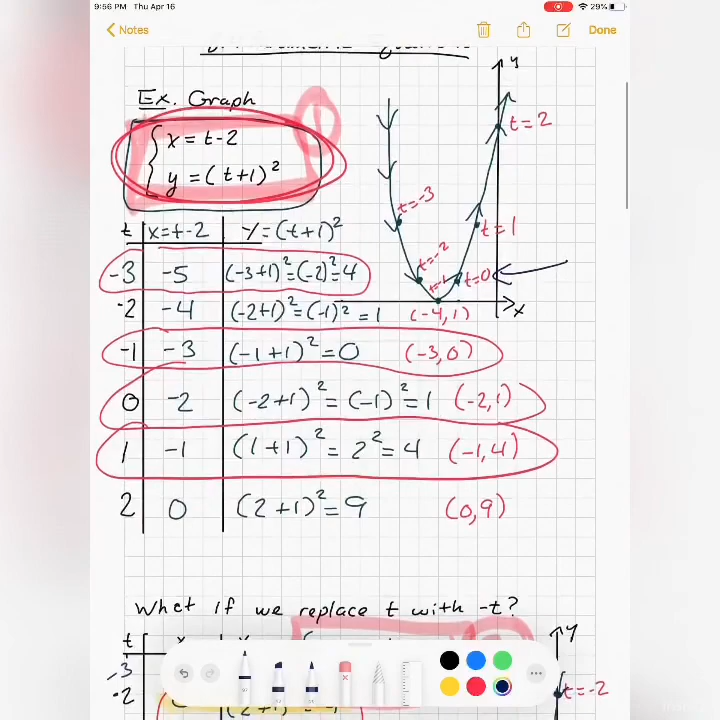 9:56 PM Thu Apr 16
29%
Notes
Done
Ex. Graph
x = t-2
y = (t+1)²
y
t=2
t=-3
t=1
t=-2
t=-1
t=0
x
t x=t-2 y=(t+1)²
-3 -5 (-3+1)²=(-2)²=4
-2 -4 (-2+1)²=(-1)²=1 (-4,1)
-1 -3 (-1+1)²=0 (-3,0)
0 -2 (-2+1)²=(-1)²=1 (-2,1)
1 -1 (1+1)²=2²=4 (-1,4)
2 0 (2+1)²=9 (0,9)
What if we replace t with -t?
t
y
-3
-2
t=-2